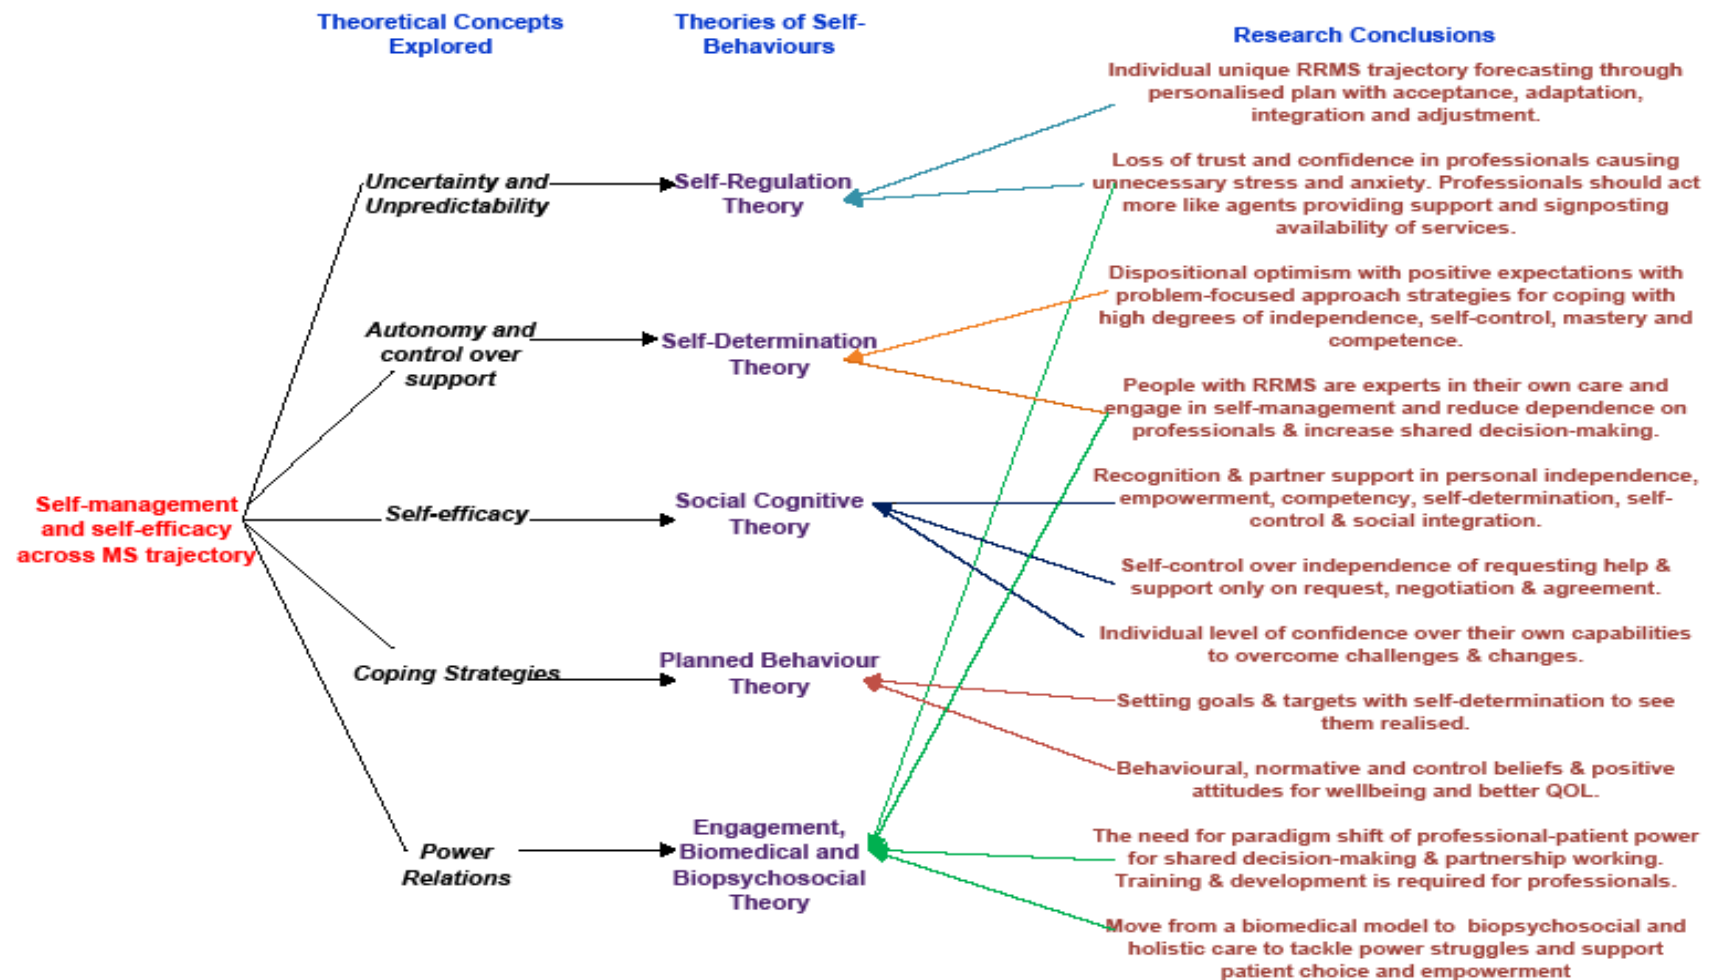 Theoretical Concepts
Explored
Theories of Self-
Behaviours
Research Conclusions
Individual unique RRMS trajectory forecasting through
personalised plan with acceptance, adaptation,
integration and adjustment.
Uncertainty and
Unpredictability
Self-Regulation
Theory
Loss of trust and confidence in professionals causing
unnecessary stress and anxiety. Professionals should act
more like agents providing support and signposting
availability of services.
Autonomy and
control over
support
Self-Determination
Theory
Dispositional optimism with positive expectations with
problem-focused approach strategies for coping with
high degrees of independence, self-control, mastery and
competence.
People with RRMS are experts in their own care and
engage in self-management and reduce dependence on
professionals & increase shared decision-making.
Self-management
and self-efficacy
across MS trajectory
Self-efficacy
Social Cognitive
Theory
Recognition & partner support in personal independence,
empowerment, competency, self-determination, self-
control & social integration.
Self-control over independence of requesting help &
support only on request, negotiation & agreement.
Individual level of confidence over their own capabilities
to overcome challenges & changes.
Coping Strategies
Planned Behaviour
Theory
Setting goals & targets with self-determination to see
them realised.
Behavioural, normative and control beliefs & positive
attitudes for wellbeing and better QOL.
Power
Relations
Engagement,
Biomedical and
Biopsychosocial
Theory
The need for paradigm shift of professional-patient power
for shared decision-making & partnership working.
Training & development is required for professionals.
Move from a biomedical model to biopsychosocial and
holistic care to tackle power struggles and support
patient choice and empowerment